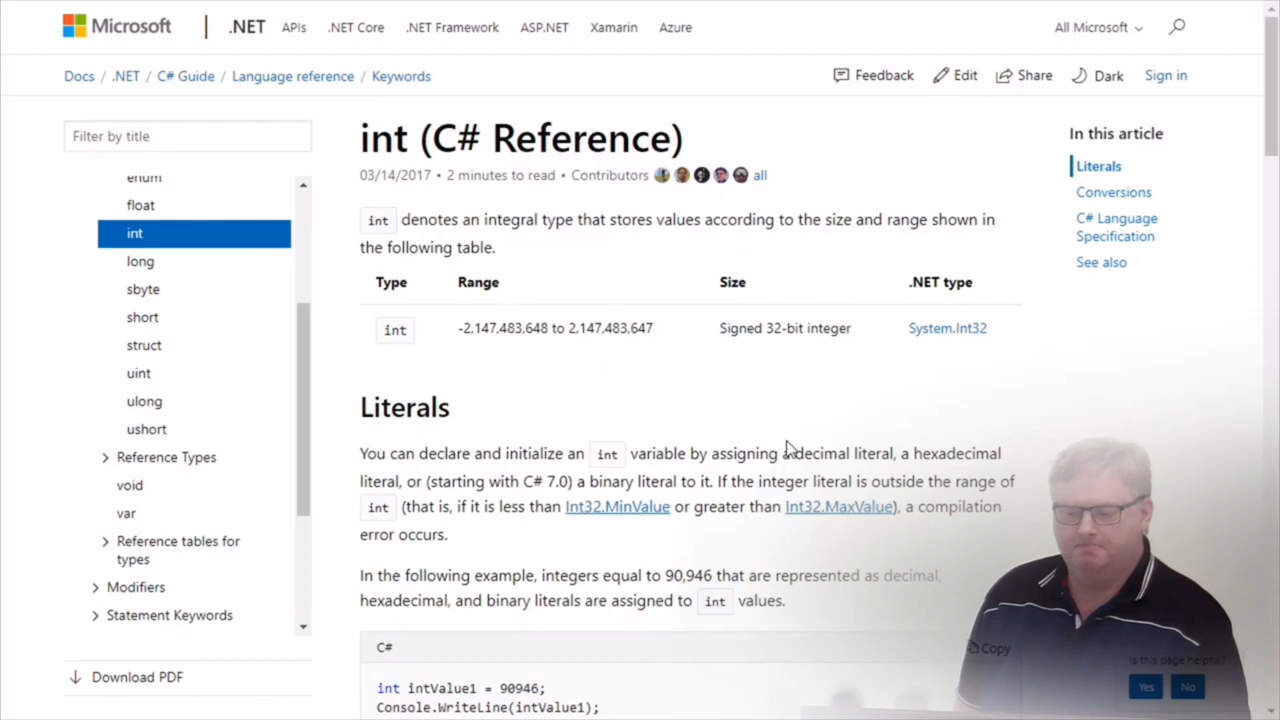 Microsoft
.NET
APIs
.NET Core
.NET Framework
ASP.NET
Xamarin
Azure
All Microsoft
Docs / .NET / C# Guide / Language reference / Keywords
Feedback
Edit
Share
Dark
Sign in
Filter by title
enum
float
int
long
sbyte
short
struct
uint
ulong
ushort
Reference Types
void
var
Reference tables for
types
Modifiers
Statement Keywords
Download PDF
int (C# Reference)
03/14/2017 • 2 minutes to read • Contributors all
int denotes an integral type that stores values according to the size and range shown in
the following table.
Type Range Size .NET type
int -2,147,483,648 to 2,147,483,647 Signed 32-bit integer System.Int32
Literals
You can declare and initialize an int variable by assigning a decimal literal, a hexadecimal
literal, or (starting with C# 7.0) a binary literal to it. If the integer literal is outside the range of
int (that is, if it is less than Int32.MinValue or greater than Int32.MaxValue), a compilation
error occurs.
In the following example, integers equal to 90,946 that are represented as decimal,
hexadecimal, and binary literals are assigned to int values.
C#
Copy
int intValue1 = 90946;
Console.WriteLine(intValue1);
In this article
Literals
Conversions
C# Language
Specification
See also
Is this page helpful?
Yes
No